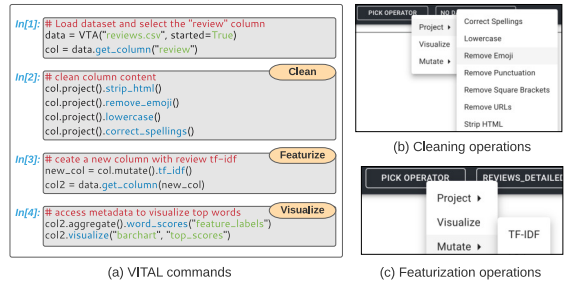 In[1]: # Load dataset and select the "review" column
data = VTA("reviews.csv", started=True)
col = data.get_column("review")
In[2]: # clean column content
Clean
col.project().strip_html()
col.project().remove_emoji()
col.project().lowercase()
col.project().correct_spellings()
In[3]: # ceate a new column with review tf-idf
Featurize
new_col = col.mutate().tf_idf()
col2 = data.get_column(new_col)
In[4]: # access metadata to visualize top words
Visualize
col2.aggregate().word_scores("feature_labels")
col2.visualize("barchart", "top_scores")
(a) VITAL commands
PICK OPERATOR
Project
Visualize
Mutate
Correct Spellings
Lowercase
Remove Emoji
Remove Punctuation
Remove Square Brackets
Remove URLs
Strip HTML
(b) Cleaning operations
PICK OPERATOR
REVIEWS_DETAILED
Project
Visualize
Mutate
TF-IDF
(c) Featurization operations